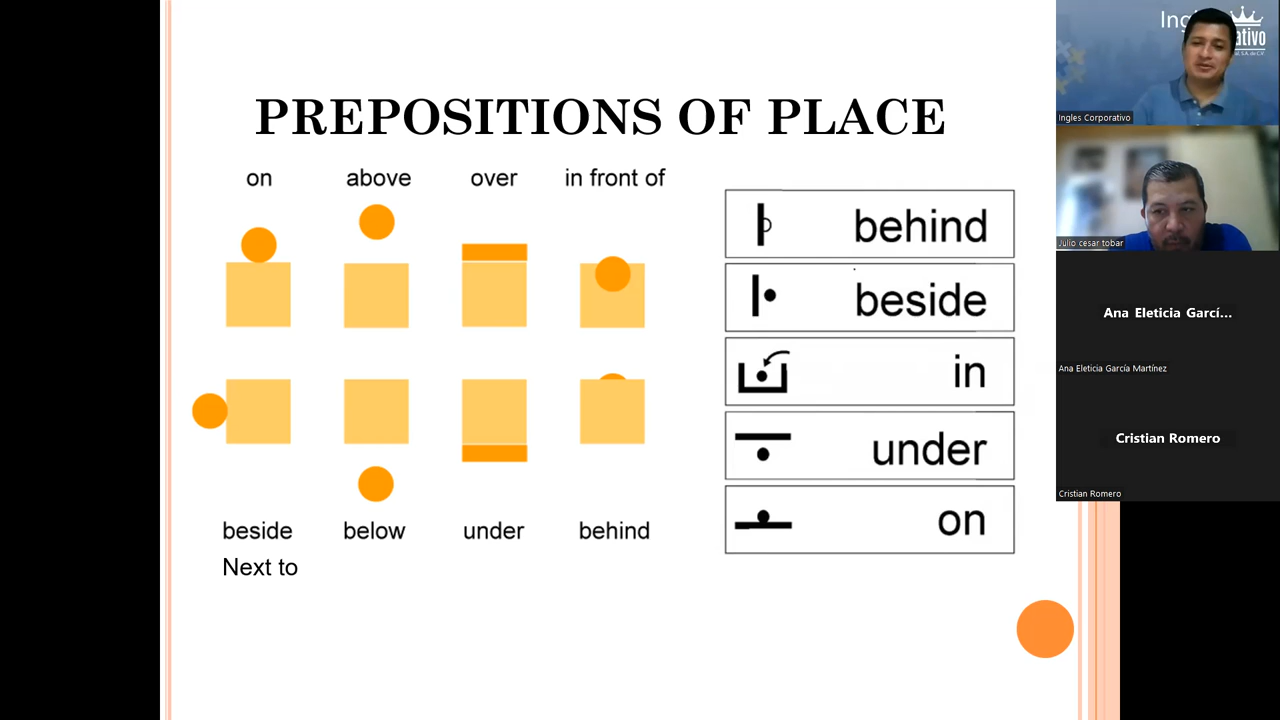 PREPOSITIONS OF PLACE
on above over in front of
beside below under behind
Next to
behind
beside
in
under
on
Ingles Corporativo
Julio cesar tobar
Ana Eleticia Garcí...
Ana Eleticia García Martínez
Cristian Romero
Cristian Romero